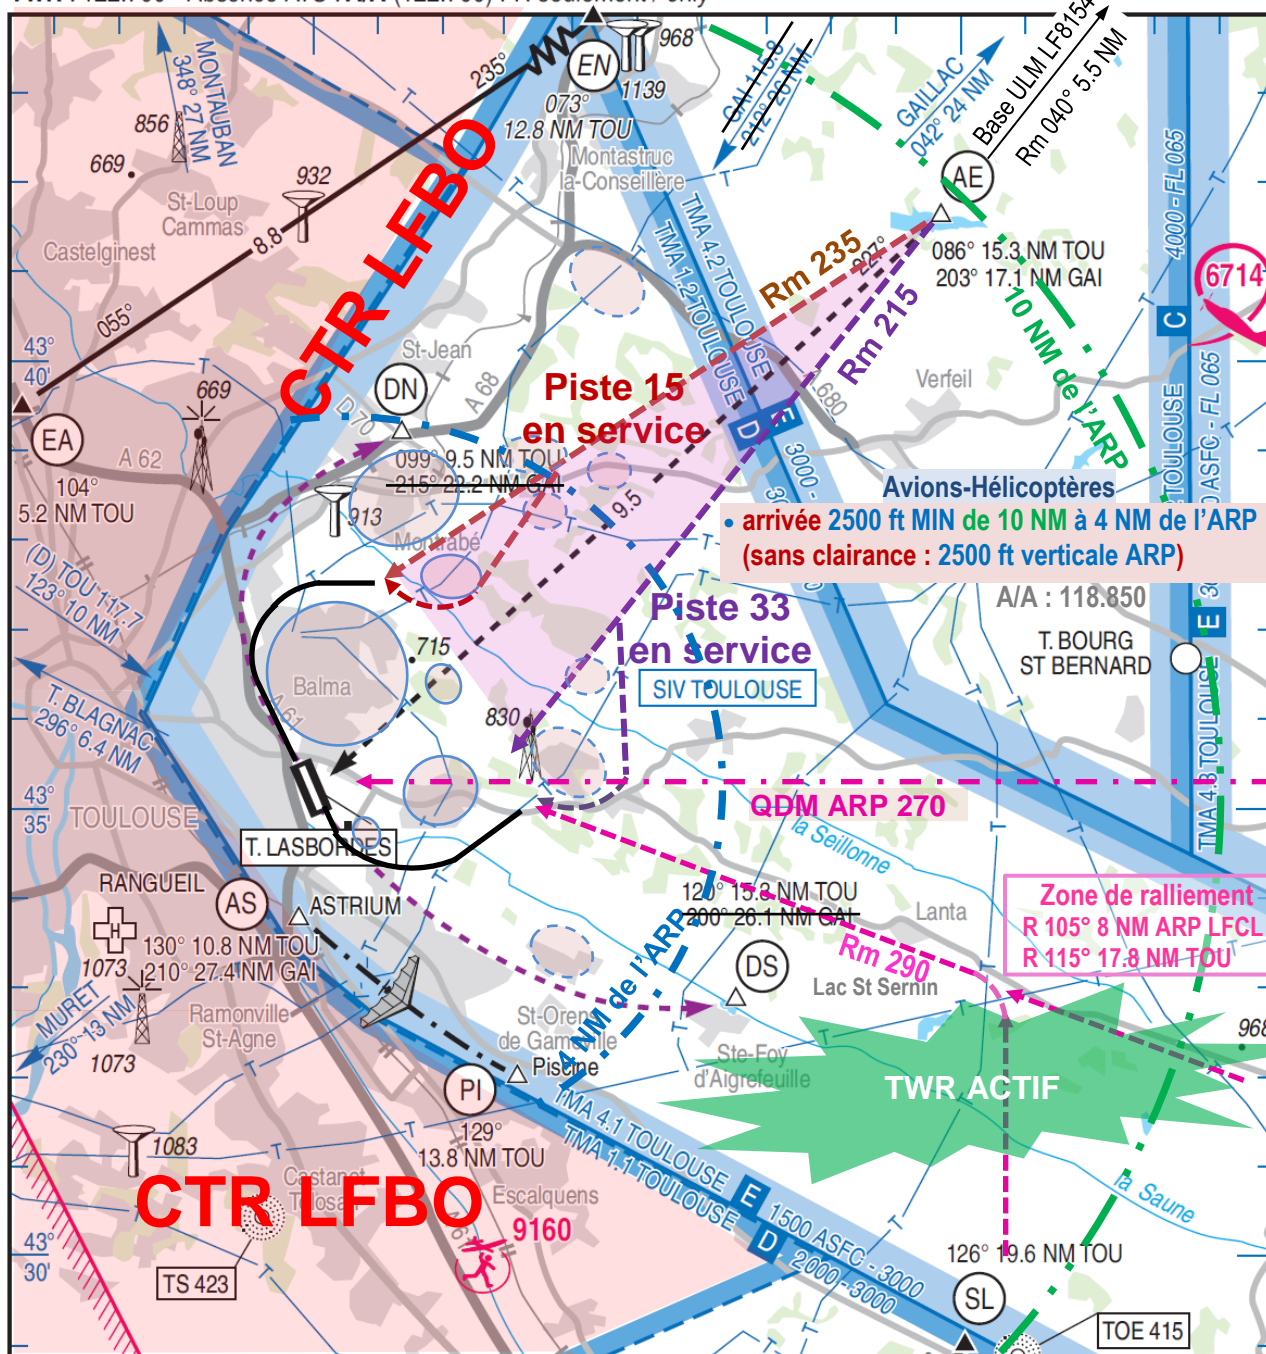 968
EN
1139
235°
073°
12.8 NM TOU
Montastruc
la-Conseillère
GAI 115.8
212° 26 NM
GAILLAC
042° 24 NM
Base ULM LF8154
Rm 040° 5.5 NM
AE
086° 15.3 NM TOU
203° 17.1 NM GAI
MONTAUBAN
348° 27 NM
856
669
932
St-Loup
Cammas
Castelginest
8.8
055°
CTR LFBO
TMA 4.2 TOULOUSE
TMA 1.2 TOULOUSE
Rm 235
227°
Rm 215
10 NM de l'ARP
4000 - FL 065
C
6714
43°
40'
EA
104°
5.2 NM TOU
669
A 62
St-Jean
DN
D 70
A 68
Piste 15
en service
099° 9.5 NM TOU
215° 22.2 NM GAI
913
Montrabé
9.5
D
E
3000 -
A 680
Verfeil
Avions-Hélicoptères
• arrivée 2500 ft MIN de 10 NM à 4 NM de l'ARP
(sans clairance : 2500 ft verticale ARP)
A/A : 118.850
T. BOURG
ST BERNARD
E
TMA 4.3 TOULOUSE
(D) TOU 117.7
123° 10 NM
T. BLAGNAC
296° 6.4 NM
Balma
715
A 61
Piste 33
en service
SIV TOULOUSE
830
43°
35'
TOULOUSE
T. LASBORDES
QDM ARP 270
la Seillonne
RANGUEIL
AS
ASTRIUM
130° 10.8 NM TOU
210° 27.4 NM GAI
1073
MURET
230° 13 NM
1073
Ramonville
St-Agne
120° 15.3 NM TOU
200° 26.1 NM GAI
DS
Rm 290
Lanta
Lac St Sernin
Zone de ralliement
R 105° 8 NM ARP LFCL
R 115° 17.8 NM TOU
4 NM de l'ARP
St-Orens
de Gameville
Piscine
PI
129°
13.8 NM TOU
Ste-Foy
d'Aigrefeuille
TWR ACTIF
968
1083
CTR LFBO
Castanet
Tolosan
Escalquens
9160
A 61
TMA 4.1 TOULOUSE
E
1500 ASFC - 3000
TMA 1.1 TOULOUSE
D
2000 - 3000
la Saune
126° 19.6 NM TOU
SL
43°
30'
TS 423
TOE 415